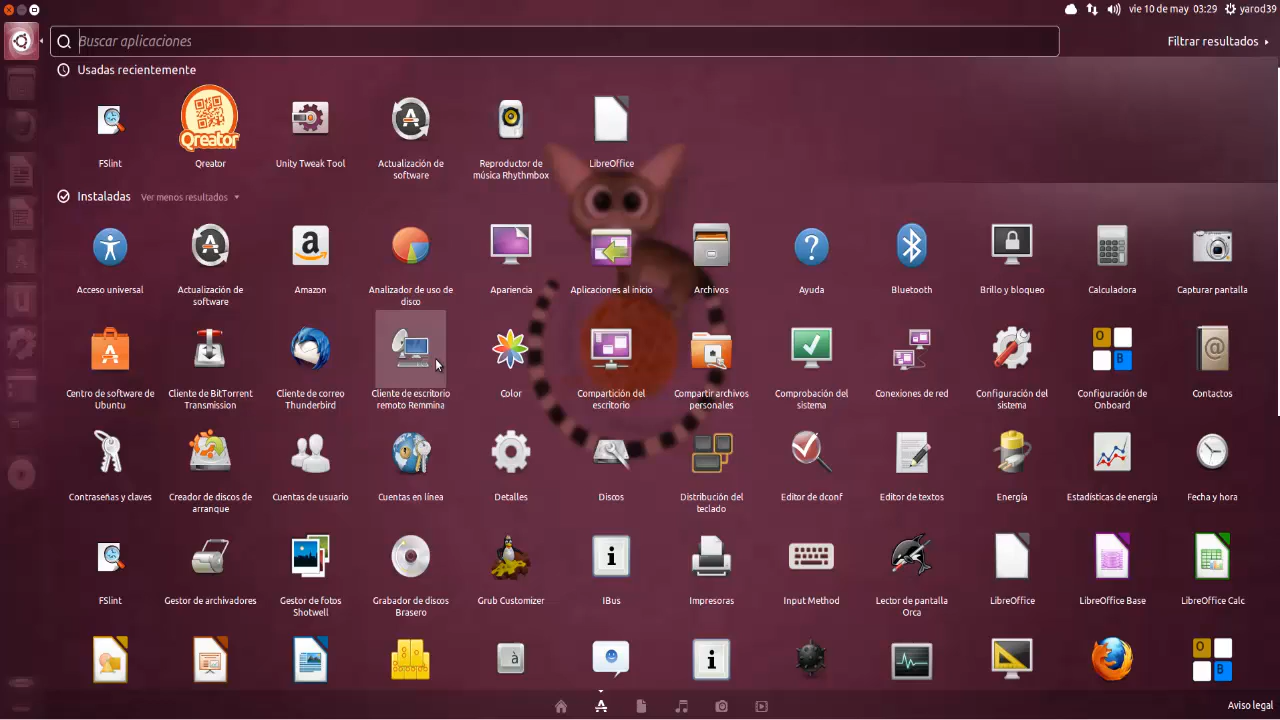 vie 10 de may 03:29 yarod39
Buscar aplicaciones
Filtrar resultados
Usadas recientemente
Qreator
FSlint Qreator Unity Tweak Tool Actualización de software Reproductor de música Rhythmbox LibreOffice
Instaladas Ver menos resultados
Acceso universal Actualización de software Amazon Analizador de uso de disco Apariencia Aplicaciones al inicio Archivos Ayuda Bluetooth Brillo y bloqueo Calculadora Capturar pantalla
Centro de software de Ubuntu Cliente de BitTorrent Transmission Cliente de correo Thunderbird Cliente de escritorio remoto Remmina Color Compartición del escritorio Compartir archivos personales Comprobación del sistema Conexiones de red Configuración del sistema Configuración de Onboard Contactos
Contraseñas y claves Creador de discos de arranque Cuentas de usuario Cuentas en línea Detalles Discos Distribución del teclado Editor de dconf Editor de textos Energía Estadísticas de energía Fecha y hora
FSlint Gestor de archivadores Gestor de fotos Shotwell Grabador de discos Brasero Grub Customizer IBus Impresoras Input Method Lector de pantalla Orca LibreOffice LibreOffice Base LibreOffice Calc
Aviso legal